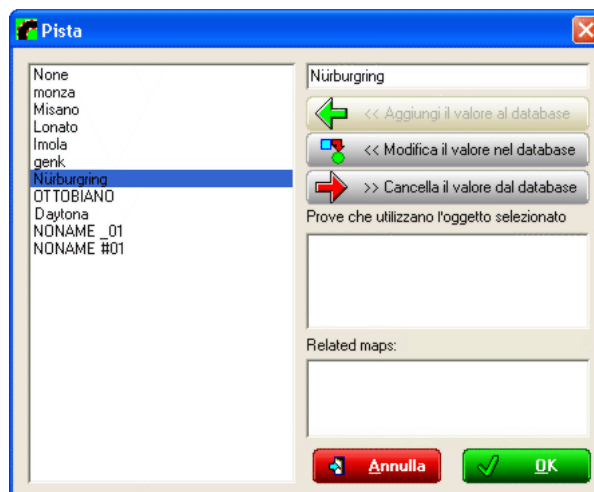 Pista
None
monza
Misano
Lonato
Imola
genk
Nürburgring
OTTOBIANO
Daytona
NONAME _01
NONAME #01
Nürburgring
<< Aggiungi il valore al database
<< Modifica il valore nel database
>> Cancella il valore dal database
Prove che utilizzano l'oggetto selezionato
Related maps:
Annulla
OK